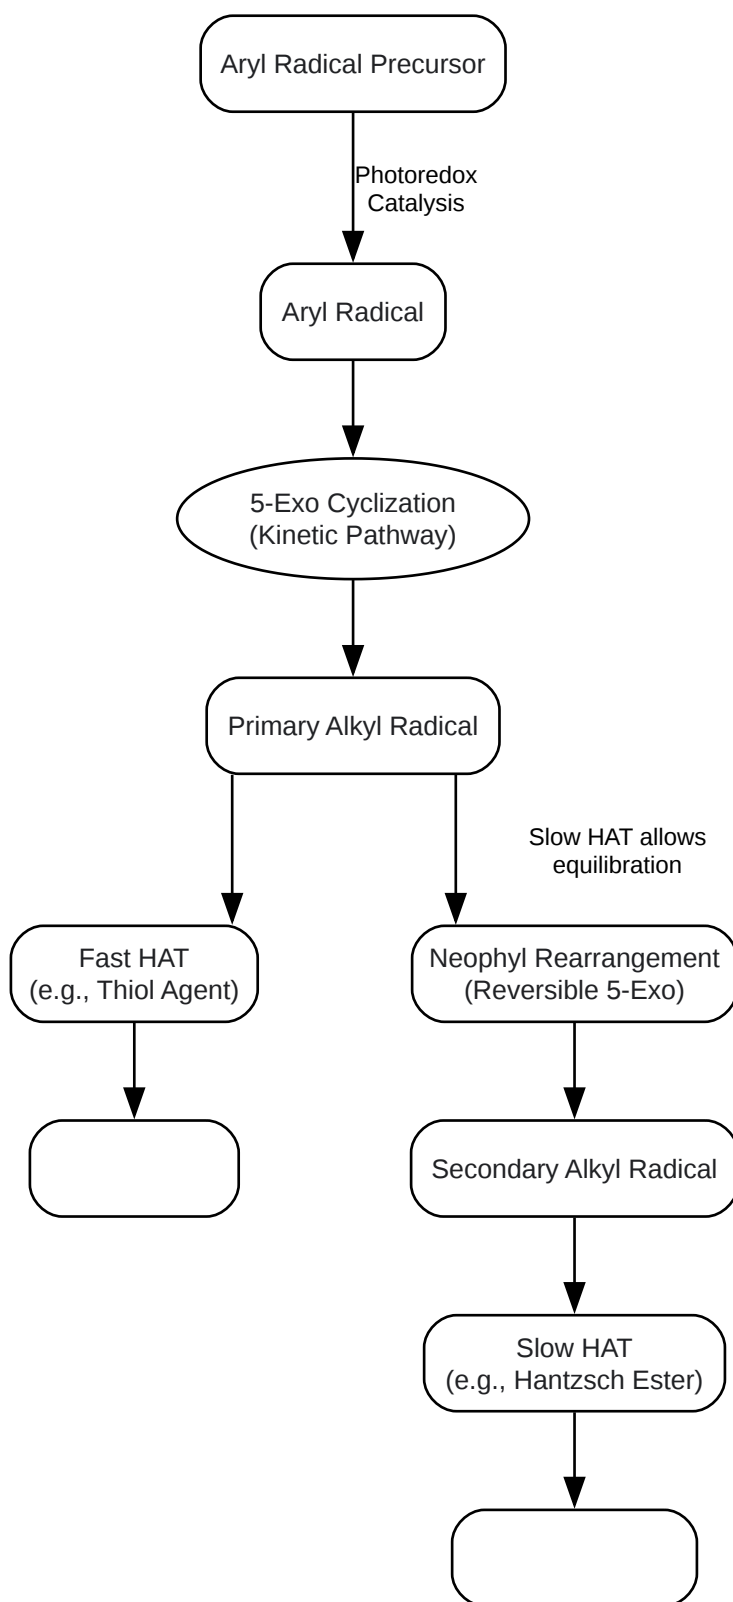 Aryl Radical Precursor
Photoredox
Catalysis
Aryl Radical
5-Exo Cyclization
(Kinetic Pathway)
Primary Alkyl Radical
Slow HAT allows
equilibration
Fast HAT
(e.g., Thiol Agent)
Neophyl Rearrangement
(Reversible 5-Exo)
Secondary Alkyl Radical
Slow HAT
(e.g., Hantzsch Ester)